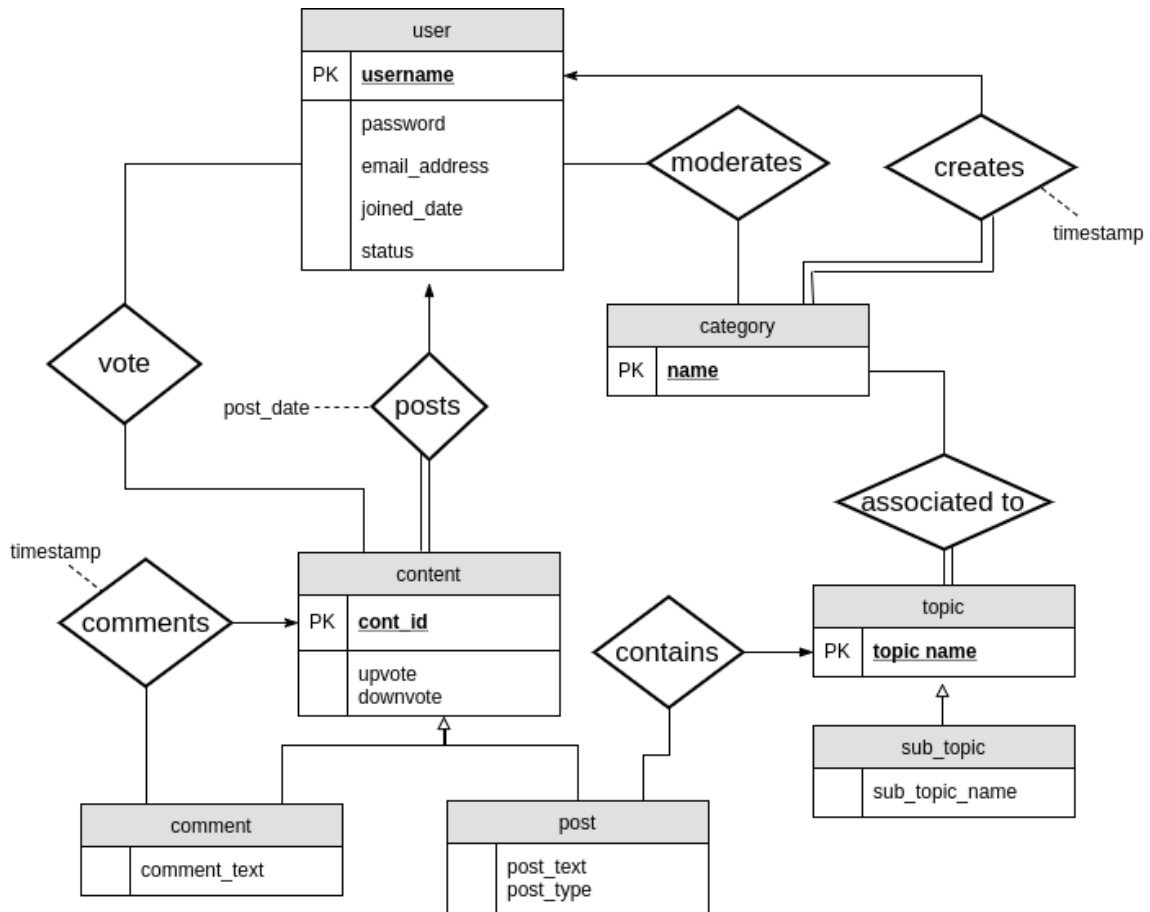 user
PK username
password
email_address
joined_date
status
moderates
creates
timestamp
vote
post_date
posts
category
PK name
associated to
timestamp
comments
content
PK cont_id
upvote
downvote
contains
topic
PK topic name
sub_topic
sub_topic_name
comment
comment_text
post
post_text
post_type